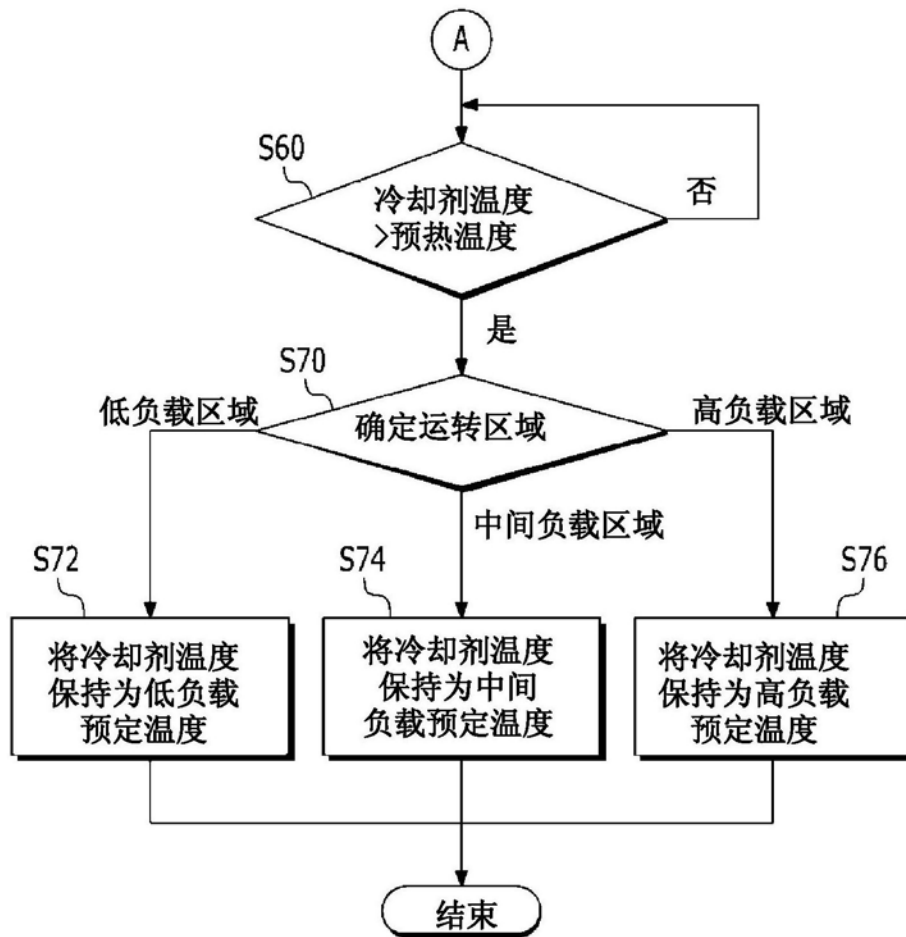 A
S60
冷却剂温度
>预热温度
否
是
S70
低负载区域
确定运转区域
高负载区域
中间负载区域
S72
S74
S76
将冷却剂温度
保持为低负载
预定温度
将冷却剂温度
保持为中间
负载预定温度
将冷却剂温度
保持为高负载
预定温度
结束